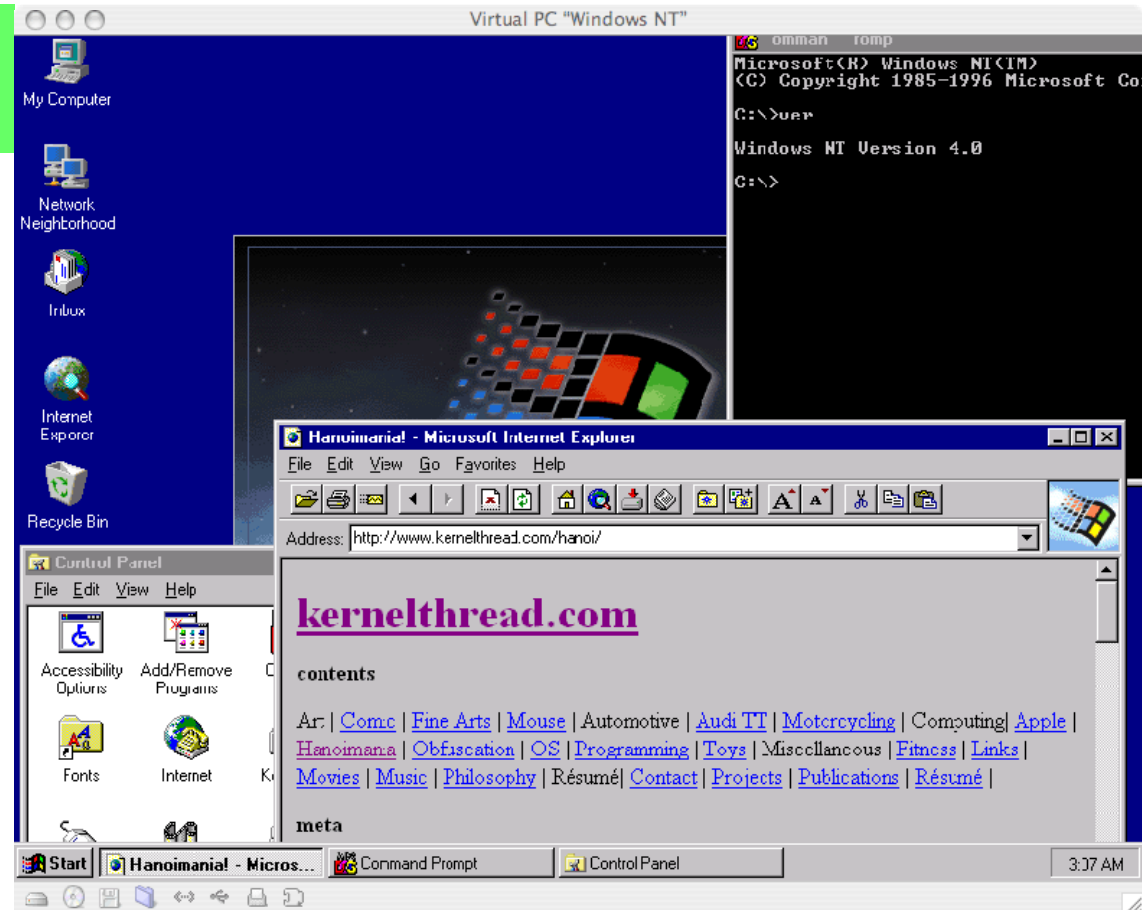 Virtual PC "Windows NT"
My Computer
Network
Neighborhood
Inbox
Internet
Explorer
Recycle Bin
Microsoft(R) Windows NT(TM)
(C) Copyright 1985-1996 Microsoft
C:\>ver
Windows NT Version 4.0
C:\>
Control Panel
File Edit View Help
Accessibility
Options
Add/Remove
Programs
Fonts
Internet
Hanoimania! - Microsoft Internet Explorer
File Edit View Go Favorites Help
Address: http://www.kernelthread.com/hanoi/
kernelthread.com
contents
Art | Comic | Fine Arts | Mouse | Automotive | Audi TT | Motorcycling | Computing| Apple |
Hanoimania | Obfuscation | OS | Programming | Toys | Miscellaneous | Fitness | Links |
Movies | Music | Philosophy | Résumé| Contact | Projects | Publications | Résumé |
meta
Start
Hanoimania! - Micros...
Command Prompt
Control Panel
3:07 AM